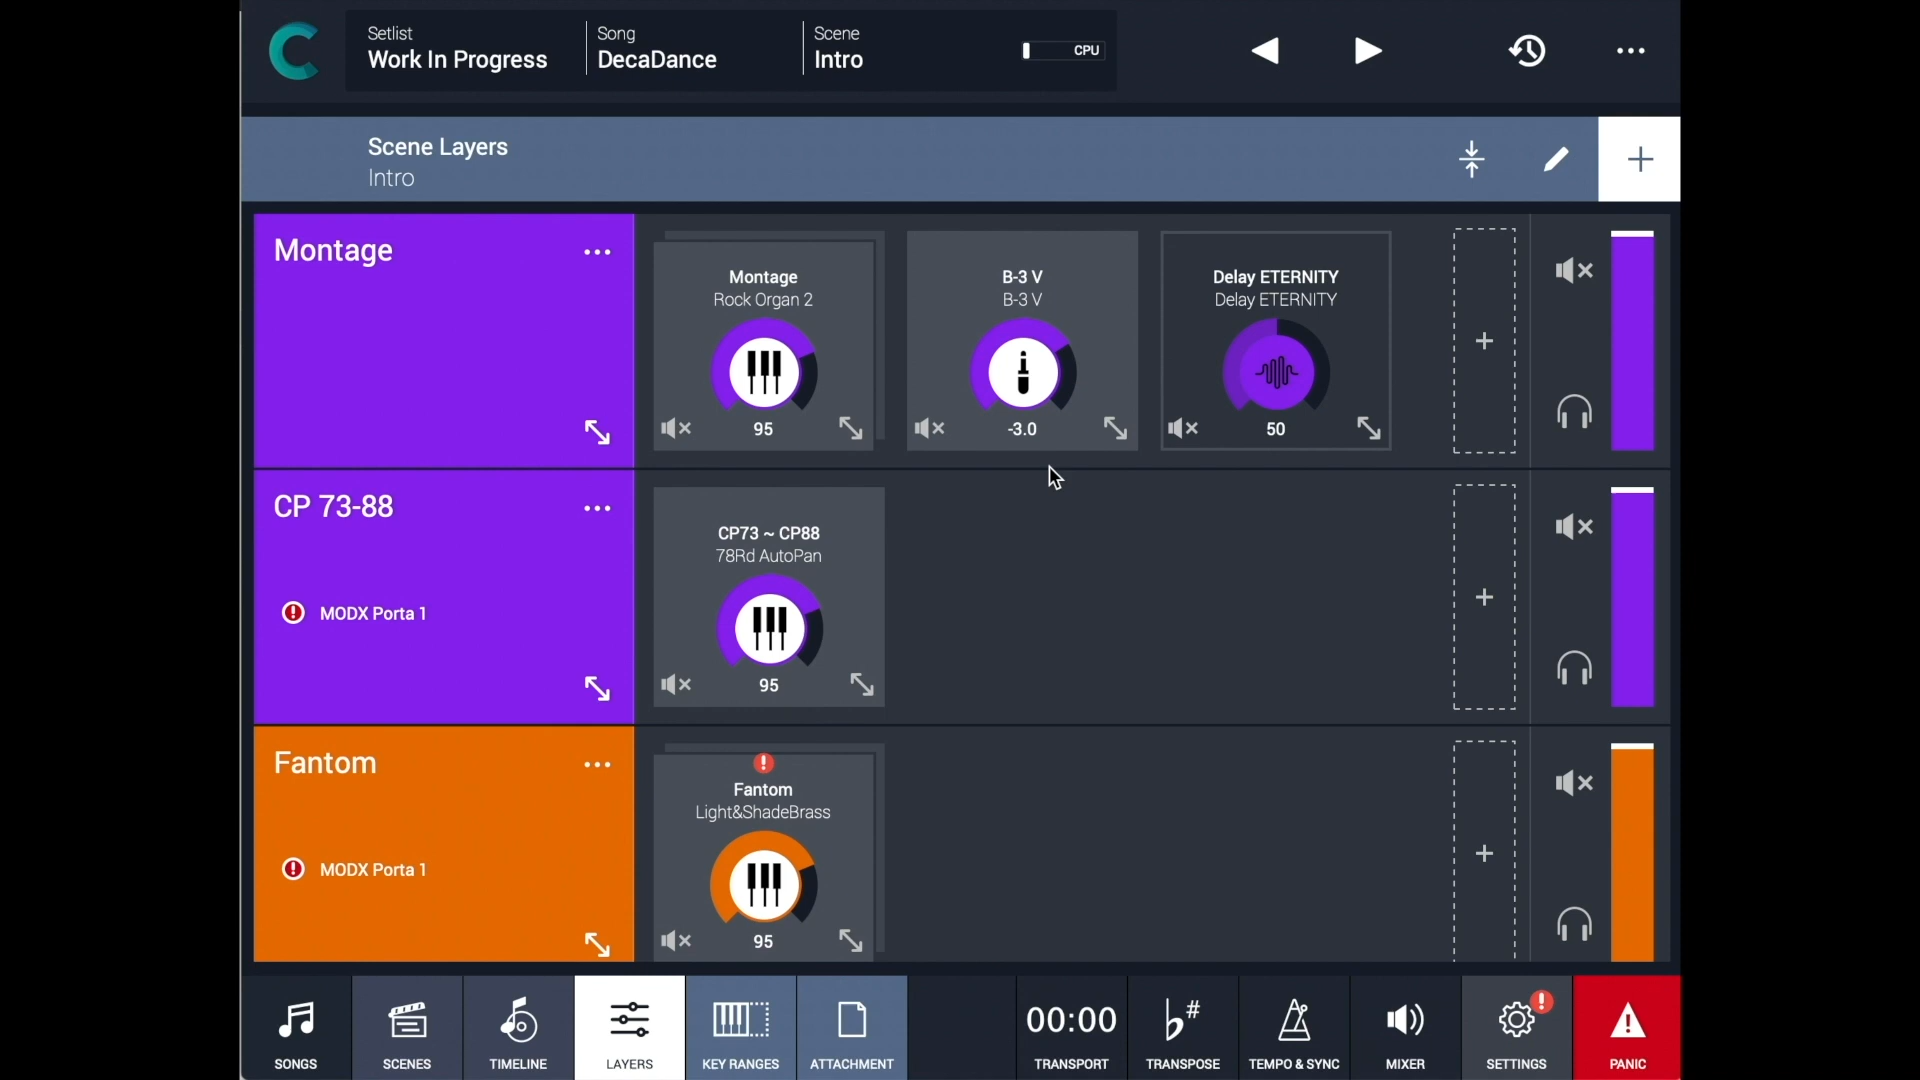 Setlist
Work In Progress
Song
DecaDance
Scene
Intro
CPU
Scene Layers
Intro
Montage
Montage
Rock Organ 2
95
B-3 V
B-3 V
-3.0
Delay ETERNITY
Delay ETERNITY
50
CP 73-88
MODX Porta 1
CP73 ~ CP88
78Rd AutoPan
95
Fantom
MODX Porta 1
Fantom
Light&ShadeBrass
95
SONGS
SCENES
TIMELINE
LAYERS
KEY RANGES
ATTACHMENT
00:00
TRANSPORT
TRANSPOSE
TEMPO & SYNC
MIXER
SETTINGS
PANIC